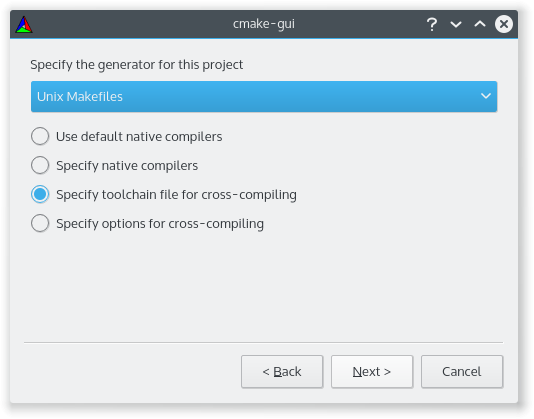 cmake-gui
Specify the generator for this project
Unix Makefiles
Use default native compilers
Specify native compilers
Specify toolchain file for cross-compiling
Specify options for cross-compiling
< Back Next > Cancel